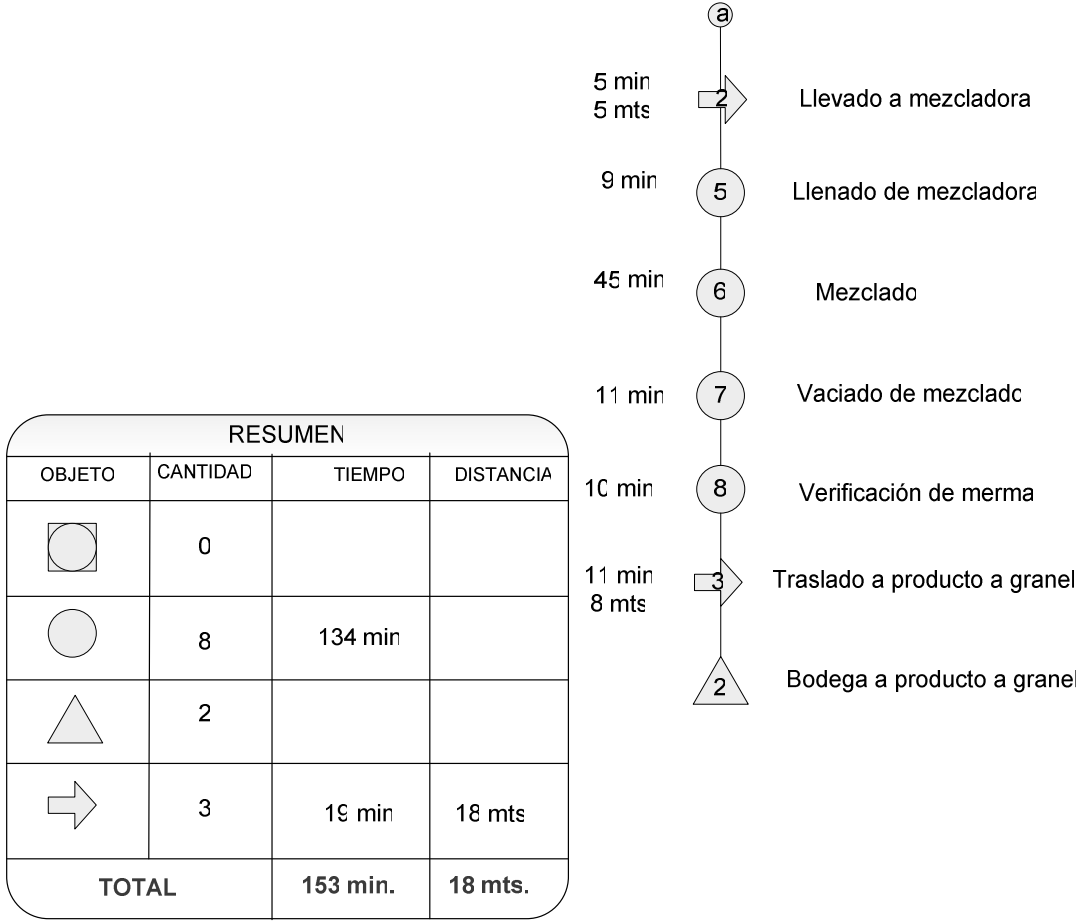 a
5 min
5 mts
2
Llevado a mezcladora
9 min
5
Llenado de mezcladora
45 min
6
Mezclado
11 min
7
Vaciado de mezclado
10 min
8
Verificación de merma
11 min
8 mts
3
Traslado a producto a granel
2
Bodega a producto a granel
RESUMEN
OBJETO CANTIDAD TIEMPO DISTANCIA
0
8 134 min
2
3 19 min 18 mts
TOTAL 153 min. 18 mts.